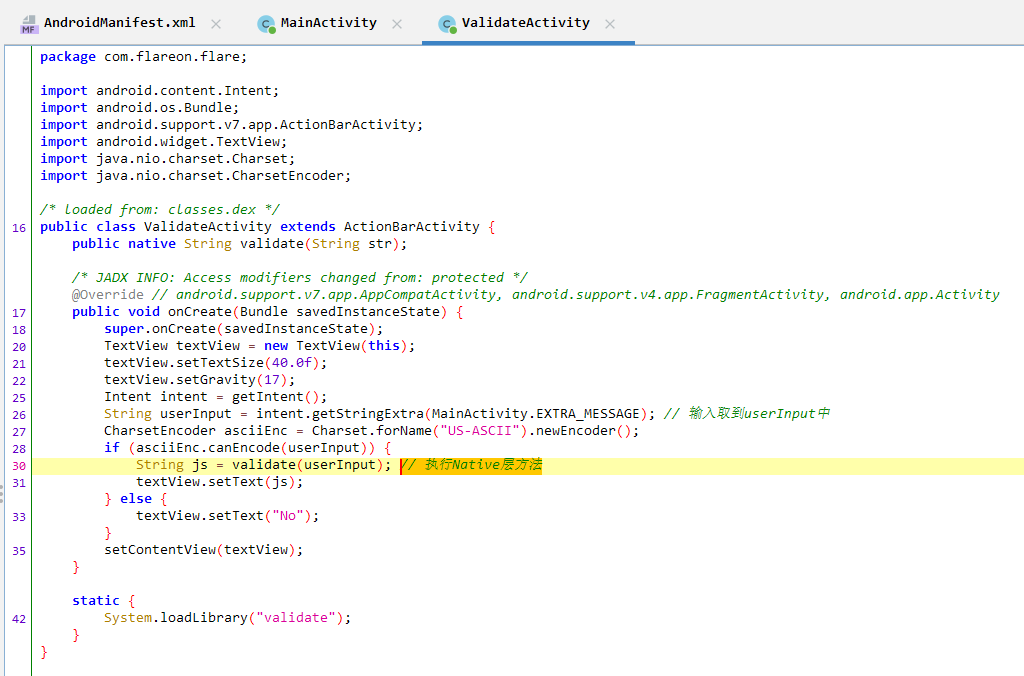 AndroidManifest.xml MainActivity ValidateActivity
package com.flareon.flare;
import android.content.Intent;
import android.os.Bundle;
import android.support.v7.app.ActionBarActivity;
import android.widget.TextView;
import java.nio.charset.Charset;
import java.nio.charset.CharsetEncoder;
/* loaded from: classes.dex */
16 public class ValidateActivity extends ActionBarActivity {
public native String validate(String str);
/* JADX INFO: Access modifiers changed from: protected */
@Override // android.support.v7.app.AppCompatActivity, android.support.v4.app.FragmentActivity, android.app.Activity
17 public void onCreate(Bundle savedInstanceState) {
18 super.onCreate(savedInstanceState);
20 TextView textView = new TextView(this);
21 textView.setTextSize(40.0f);
22 textView.setGravity(17);
25 Intent intent = getIntent();
26 String userInput = intent.getStringExtra(MainActivity.EXTRA_MESSAGE); // 输入取到userInput中
27 CharsetEncoder asciiEnc = Charset.forName("US-ASCII").newEncoder();
28 if (asciiEnc.canEncode(userInput)) {
30 String js = validate(userInput); // 执行Native层方法
31 textView.setText(js);
} else {
33 textView.setText("No");
}
35 setContentView(textView);
}
static {
42 System.loadLibrary("validate");
}
}